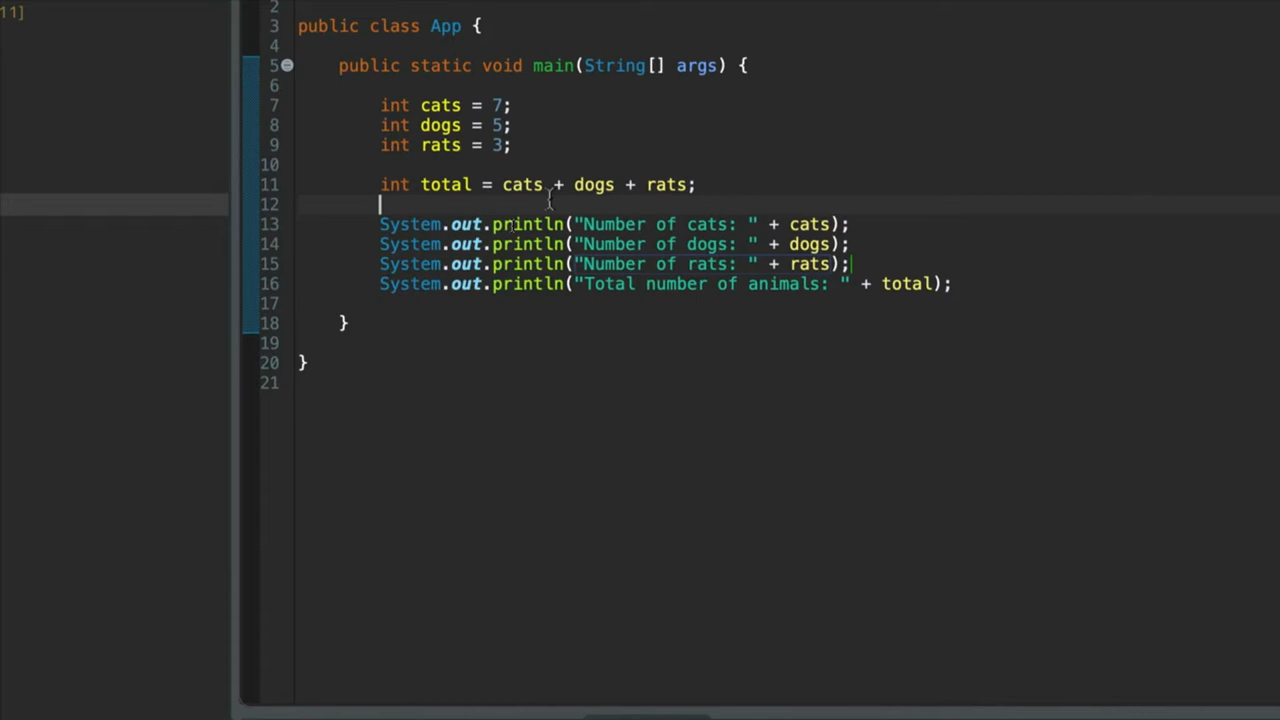 11]
2
3 public class App {
4
5 public static void main(String[] args) {
6
7 int cats = 7;
8 int dogs = 5;
9 int rats = 3;
10
11 int total = cats + dogs + rats;
12
13 System.out.println("Number of cats: " + cats);
14 System.out.println("Number of dogs: " + dogs);
15 System.out.println("Number of rats: " + rats);
16 System.out.println("Total number of animals: " + total);
17
18 }
19
20 }
21